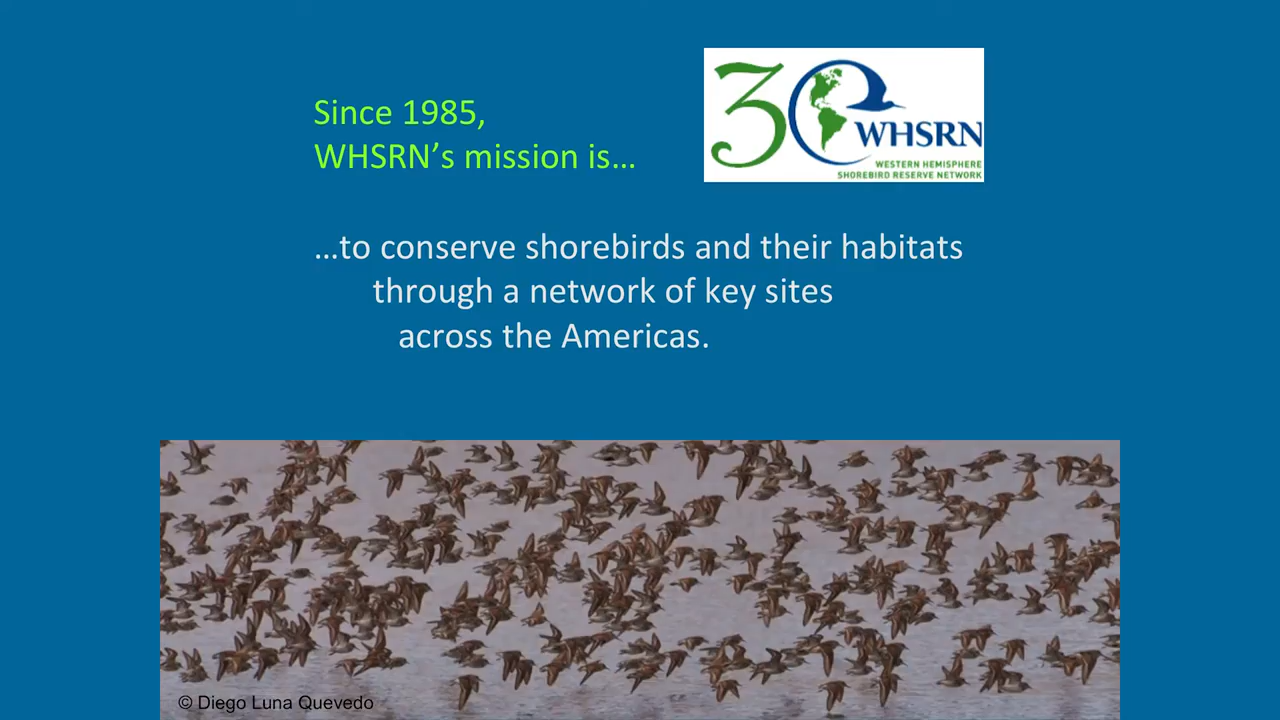 Since 1985,
WHSRN’s mission is…
30
WHSRN
WESTERN HEMISPHERE
SHOREBIRD RESERVE NETWORK
…to conserve shorebirds and their habitats
through a network of key sites
across the Americas.
© Diego Luna Quevedo